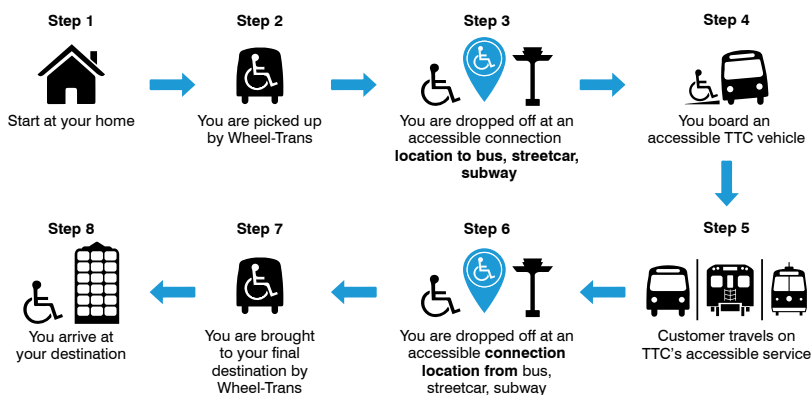 Step 1
Start at your home
Step 2
You are picked up
by Wheel-Trans
Step 3
You are dropped off at an
accessible connection
location to bus, streetcar,
subway
Step 4
You board an
accessible TTC vehicle
Step 5
Customer travels on
TTC's accessible service
Step 6
You are dropped off at an
accessible connection
location from bus,
streetcar, subway
Step 7
You are brought
to your final
destination by
Wheel-Trans
Step 8
You arrive at
your destination